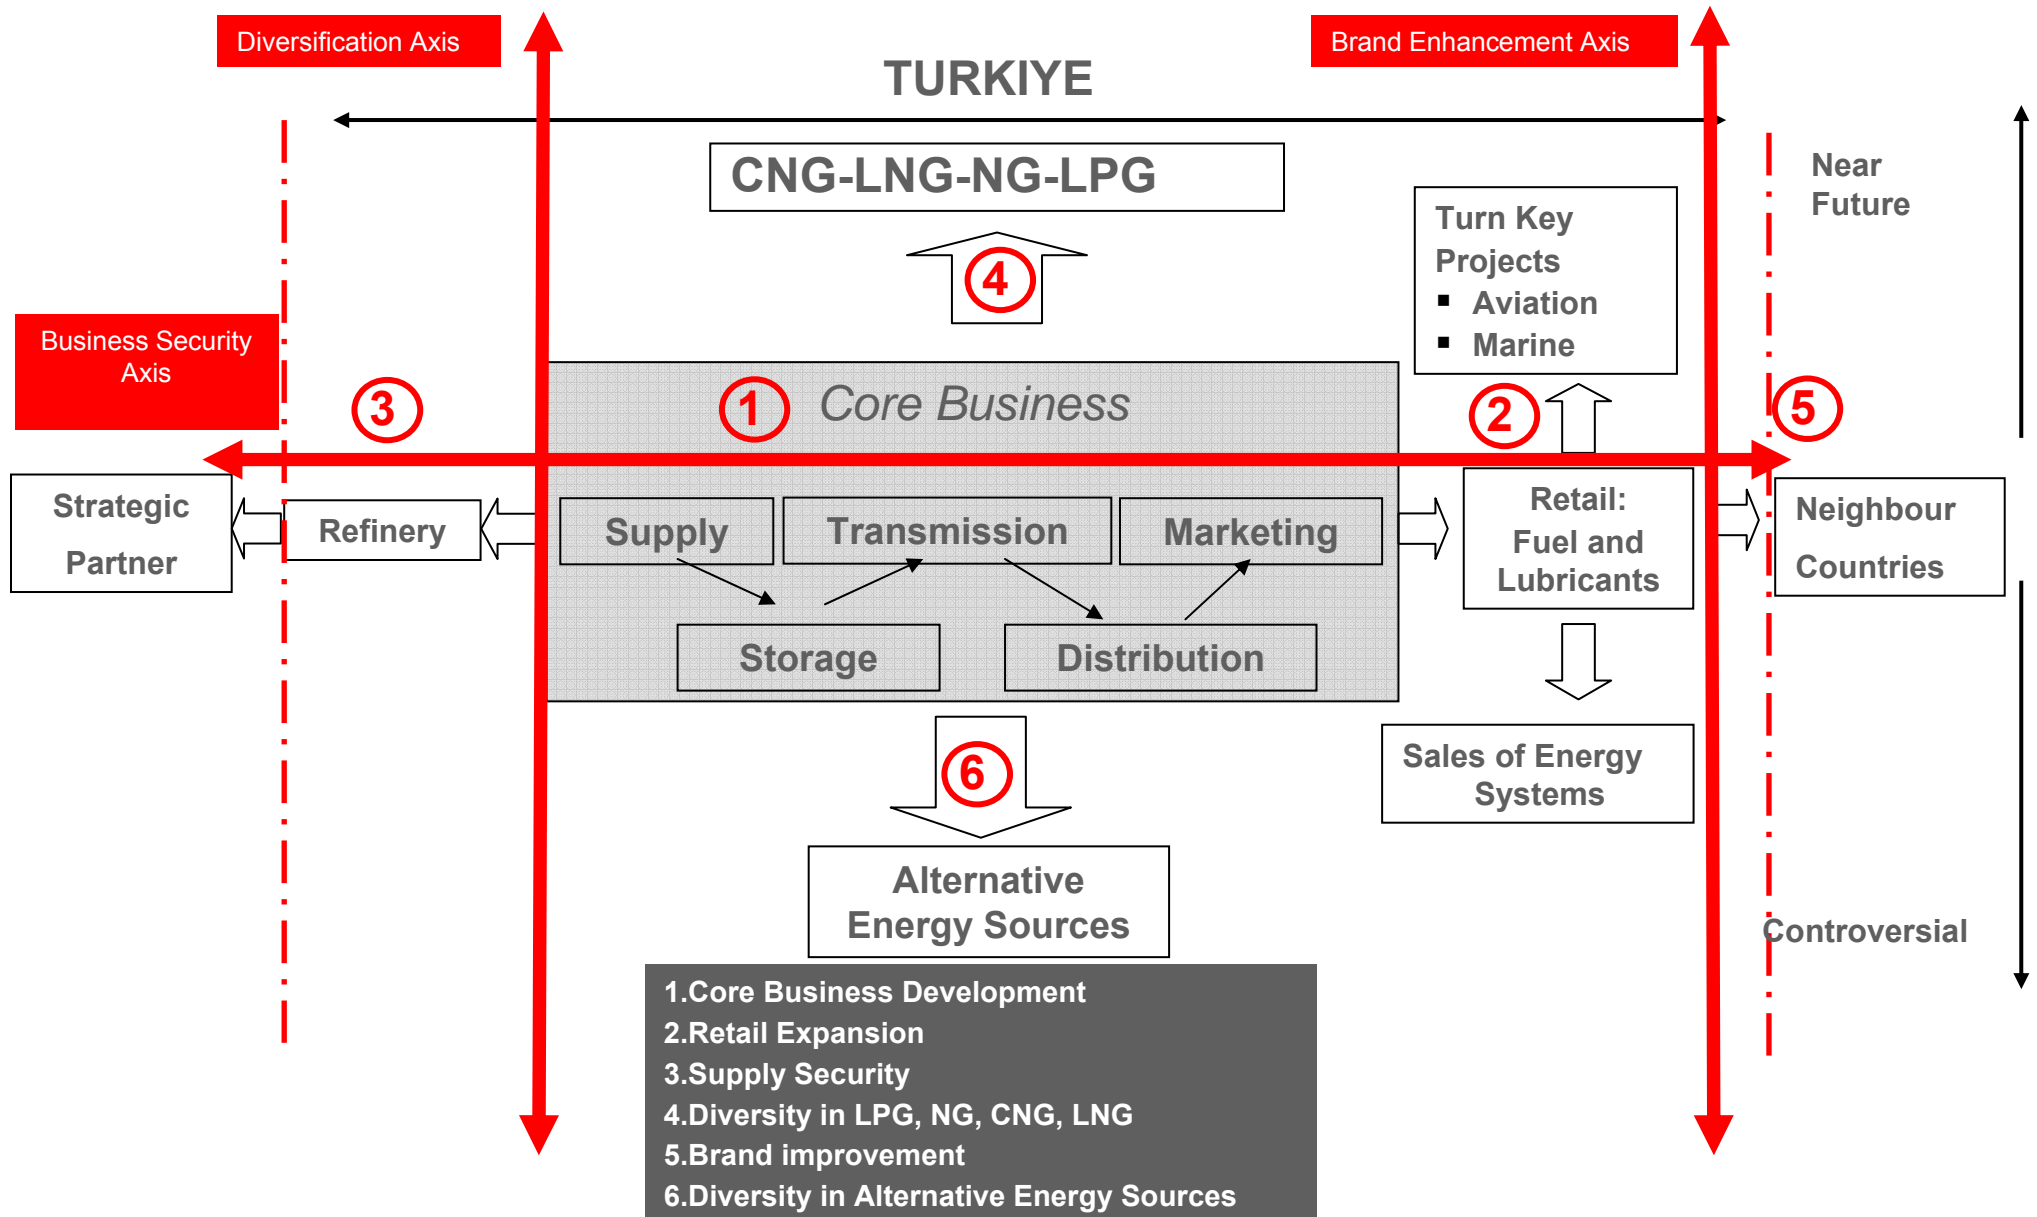 Diversification Axis
Brand Enhancement Axis
TURKIYE
CNG-LNG-NG-LPG
Near
Future
Turn Key
Projects
▪ Aviation
▪ Marine
4
Business Security
Axis
3
1
Core Business
2
5
Strategic
Partner
Refinery
Supply
Transmission
Marketing
Retail:
Fuel and
Lubricants
Neighbour
Countries
Storage
Distribution
6
Sales of Energy
Systems
Alternative
Energy Sources
Controversial
1.Core Business Development
2.Retail Expansion
3.Supply Security
4.Diversity in LPG, NG, CNG, LNG
5.Brand improvement
6.Diversity in Alternative Energy Sources